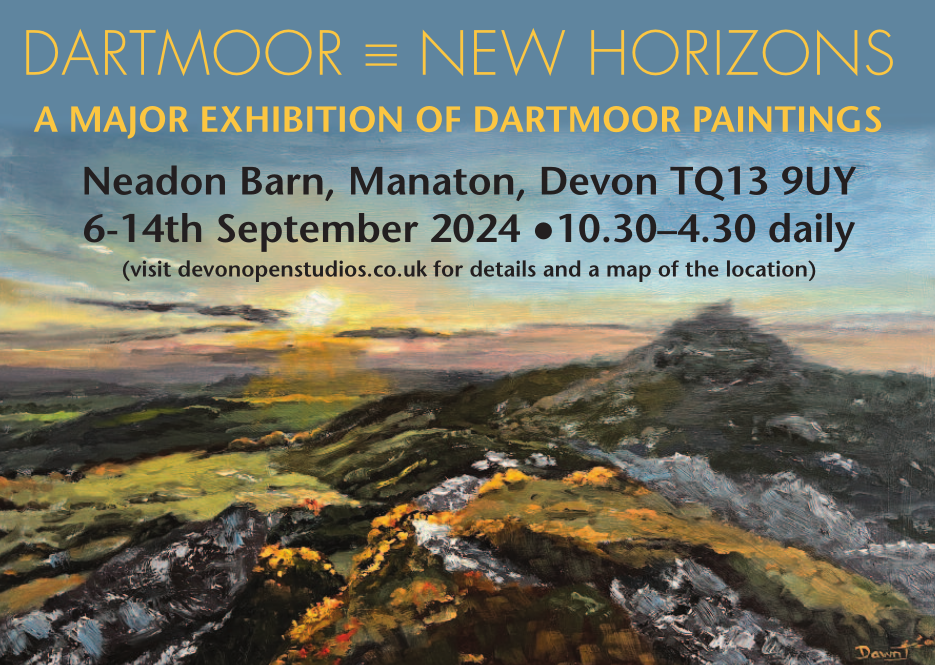 DARTMOOR ≡ NEW HORIZONS
A MAJOR EXHIBITION OF DARTMOOR PAINTINGS
Neadon Barn, Manaton, Devon TQ13 9UY
6-14th September 2024 ●10.30–4.30 daily
(visit devonopenstudios.co.uk for details and a map of the location)